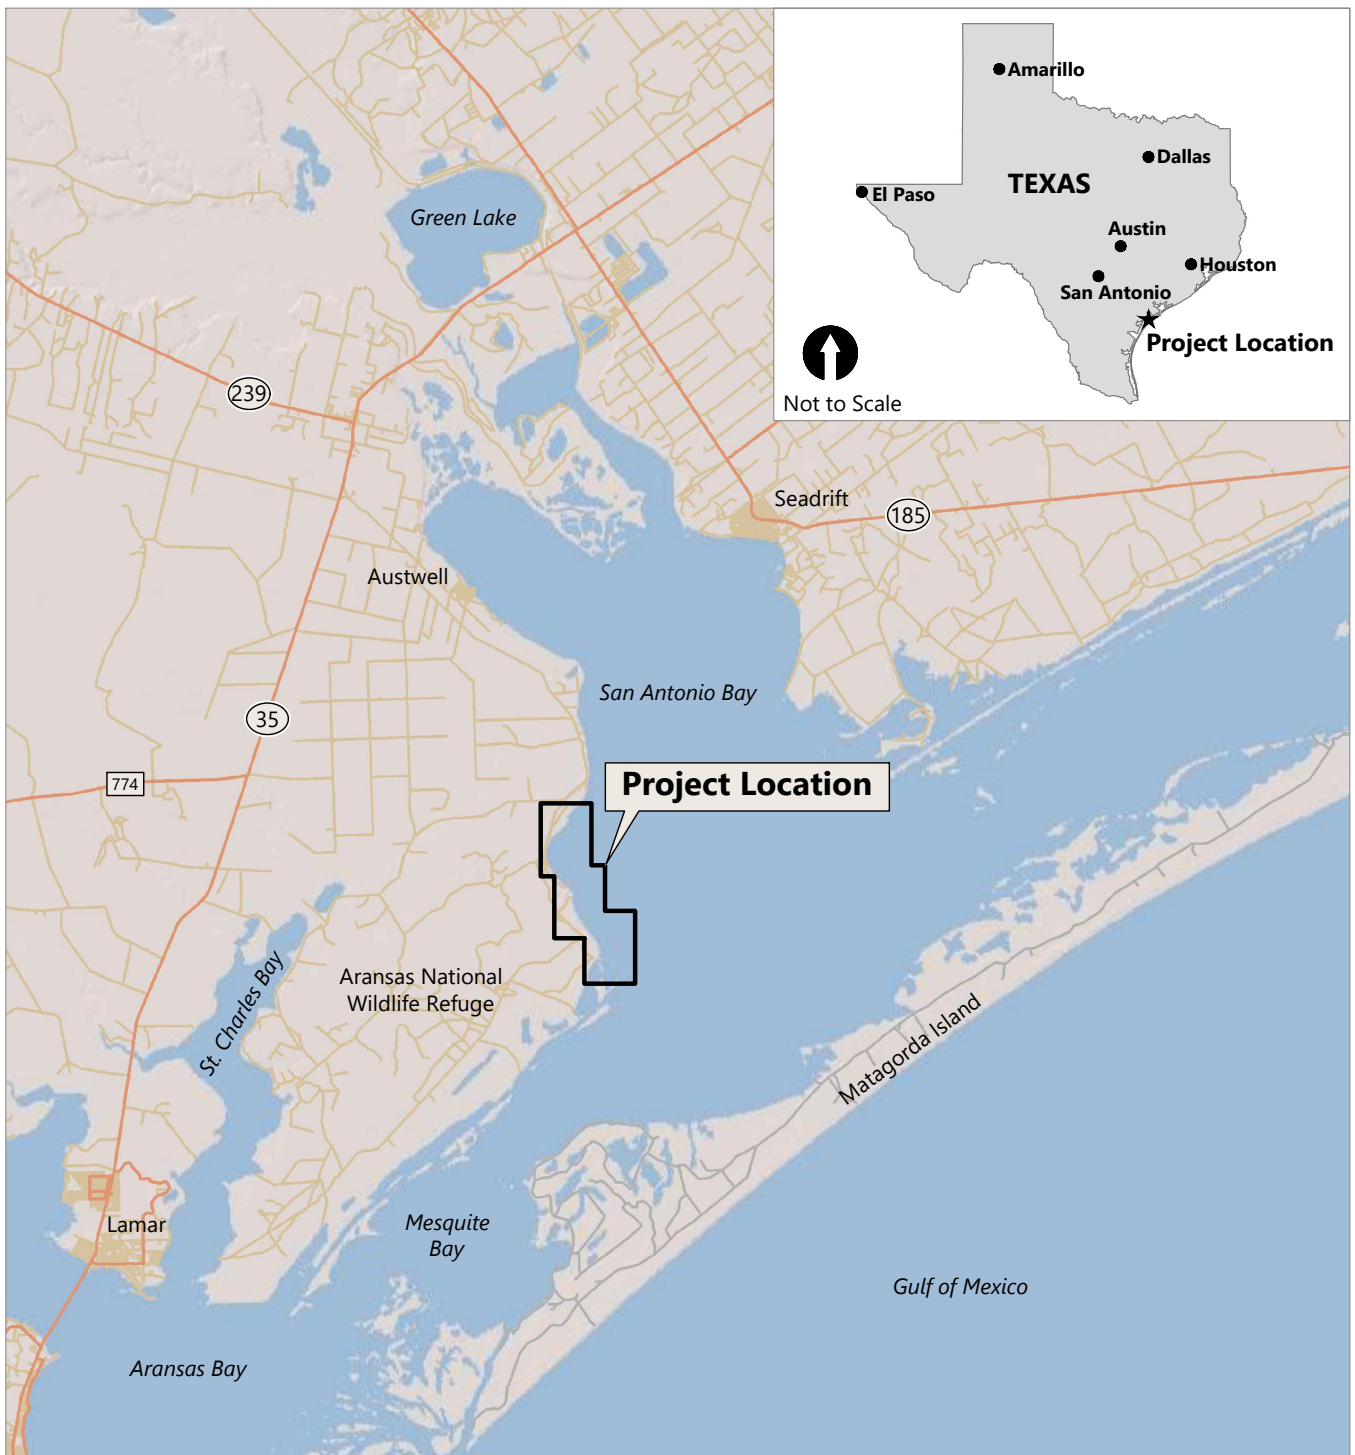 Amarillo
Dallas
TEXAS
El Paso
Austin
Houston
San Antonio
Project Location
Not to Scale
Green Lake
239
Seadrift
185
Austwell
San Antonio Bay
35
774
Project Location
Aransas National
Wildlife Refuge
St. Charles Bay
Matagorda Island
Lamar
Mesquite
Bay
Gulf of Mexico
Aransas Bay